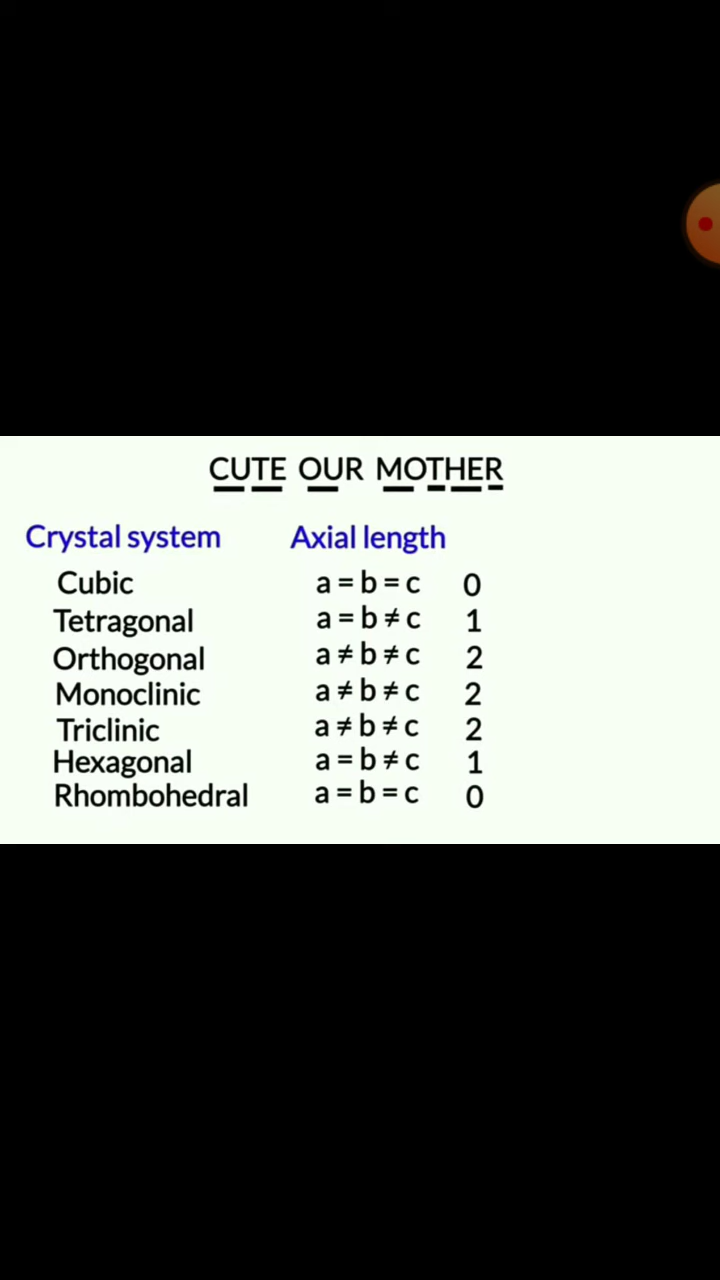 CUTE OUR MOTHER
Crystal system Axial length
Cubic a = b = c 0
Tetragonal a = b ≠ c 1
Orthogonal a ≠ b ≠ c 2
Monoclinic a ≠ b ≠ c 2
Triclinic a ≠ b ≠ c 2
Hexagonal a = b ≠ c 1
Rhombohedral a = b = c 0